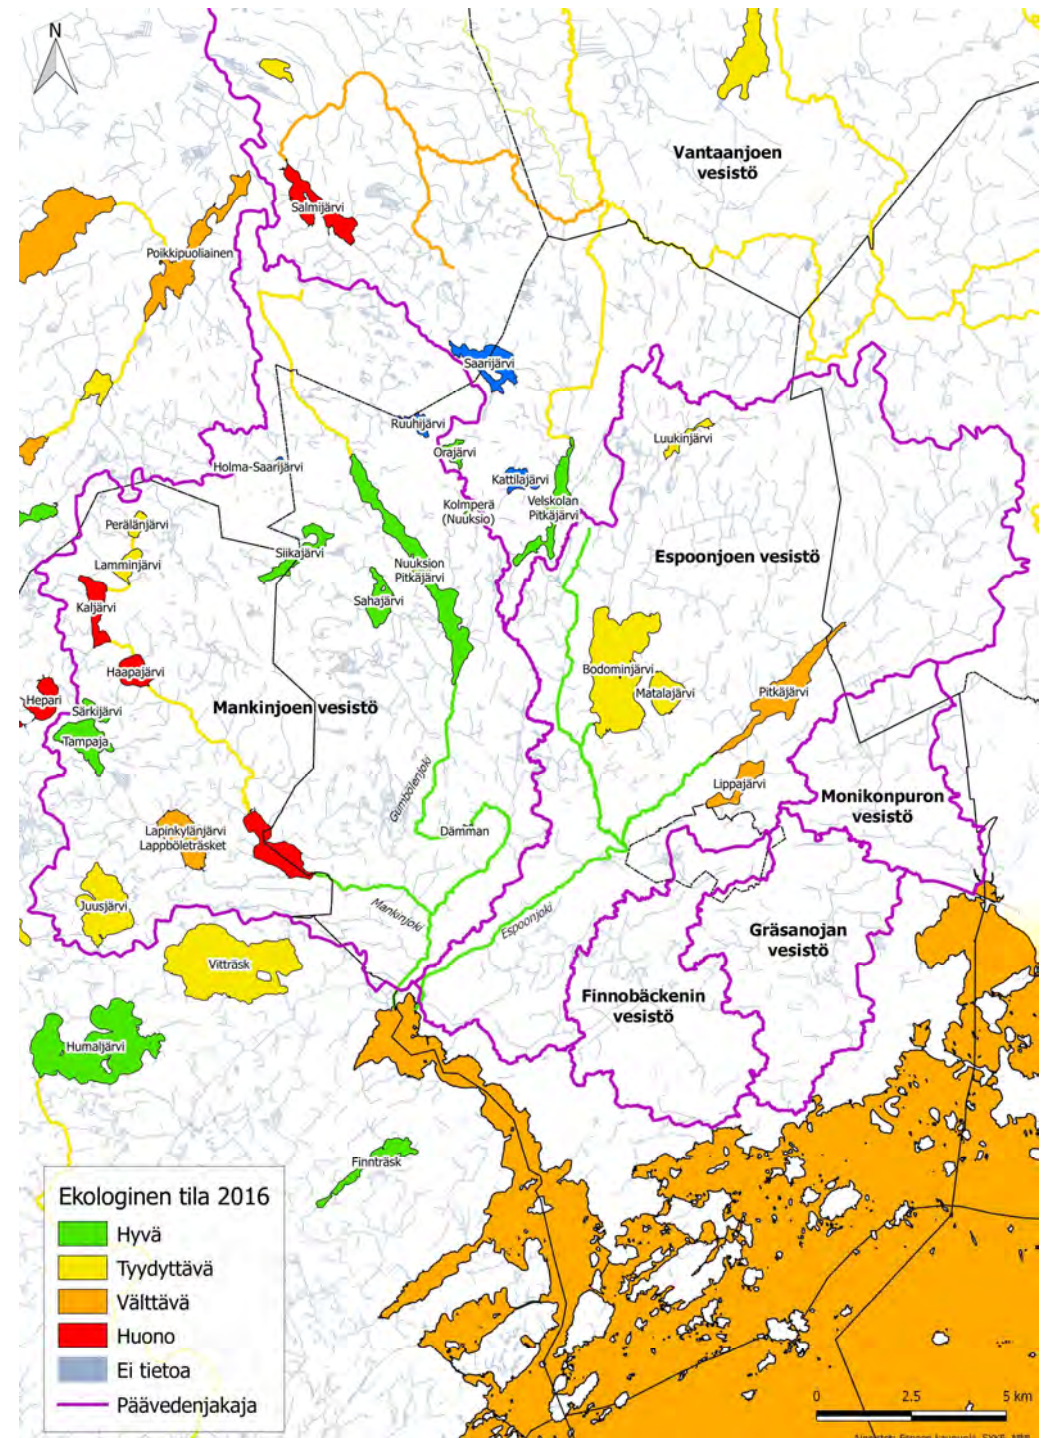 N
Vantaanjoen
vesistö
Salmijärvi
Poikkipuoliainen
Saarijärvi
Ruuhijärvi
Luukinjärvi
Orajärvi
Holma-Saarijärvi
Kattilajärvi
Kolmperä
(Nuuksio)
Velskolan
Pitkäjärvi
Perälänjärvi
Siikajärvi
Nuuksion
Pitkäjärvi
Espoonjoen vesistö
Lamminjärvi
Sahajärvi
Kaljärvi
Haapajärvi
Bodominjärvi
Matalajärvi
Pitkäjärvi
Hepari
Särkijärvi
Mankinjoen vesistö
Tampaja
Gumbölenjoki
Lippajärvi
Monikonpuron
vesistö
Lapinkylänjärvi
Lappböleträsket
Dämman
Juusjärvi
Mankinjoki
Espoonjoki
Gräsanojan
vesistö
Vitträsk
Finnobäckenin
vesistö
Humaljärvi
Finnträsk
Ekologinen tila 2016
Hyvä
Tyydyttävä
Välttävä
Huono
Ei tietoa
Päävedenjakaja
0 2.5 5 km